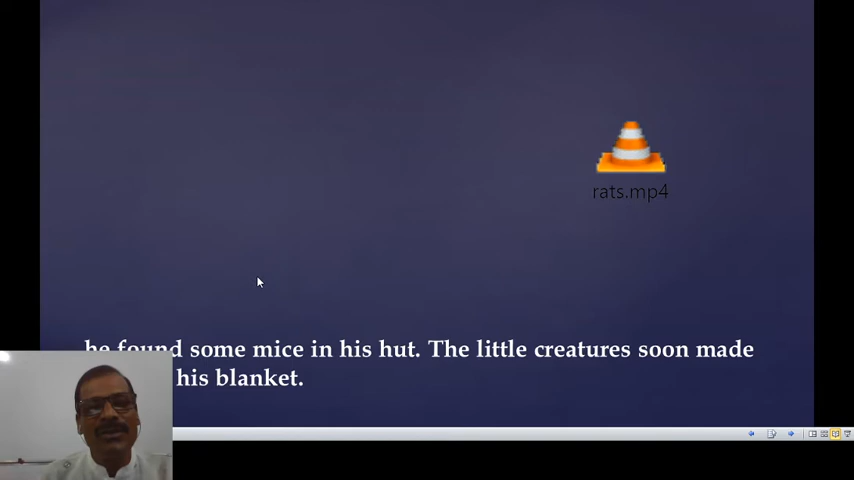 rats.mp4
he found some mice in his hut. The little creatures soon made
his blanket.